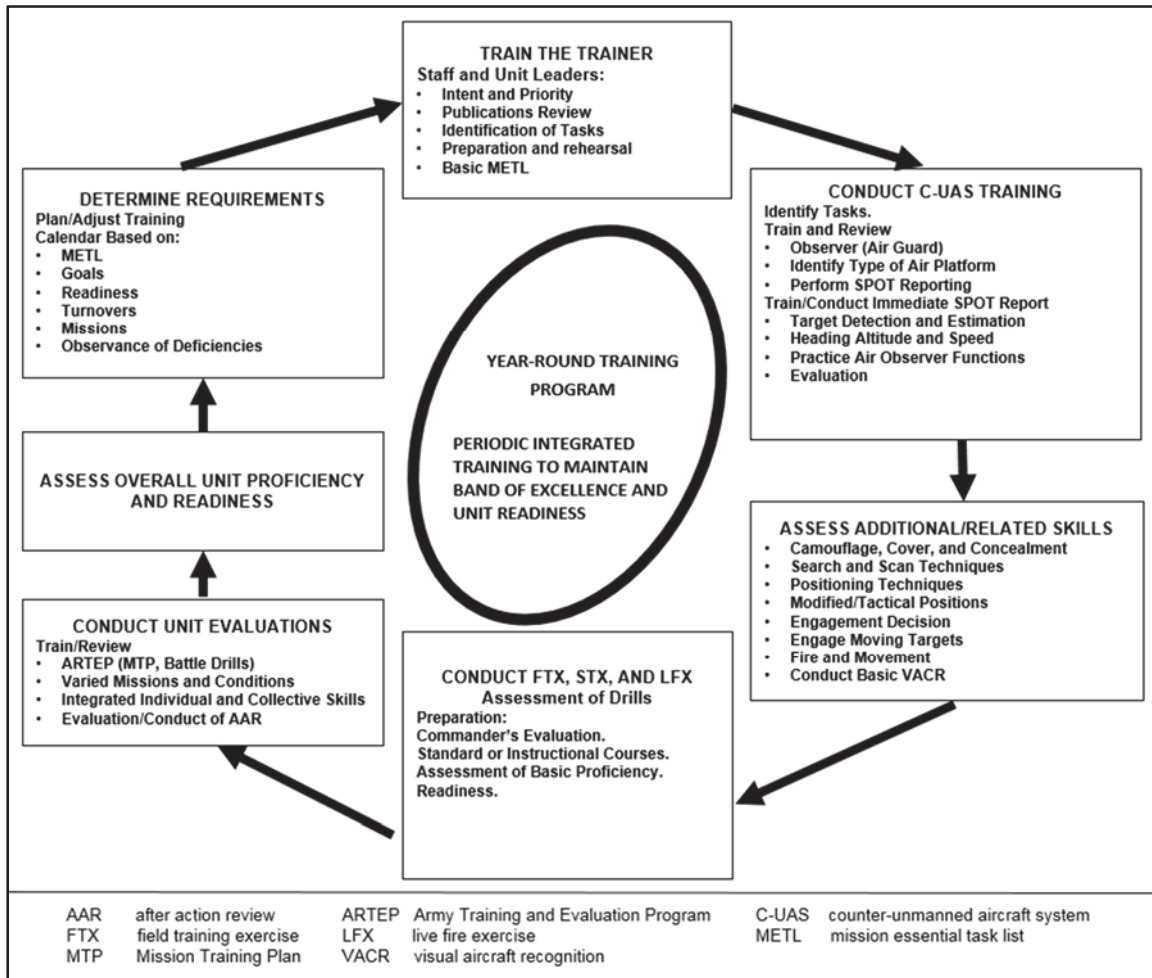 TRAIN THE TRAINER
Staff and Unit Leaders:
• Intent and Priority
• Publications Review
• Identification of Tasks
• Preparation and rehearsal
• Basic METL
CONDUCT C-UAS TRAINING
Identify Tasks.
Train and Review
• Observer (Air Guard)
• Identify Type of Air Platform
• Perform SPOT Reporting
Train/Conduct Immediate SPOT Report
• Target Detection and Estimation
• Heading Altitude and Speed
• Practice Air Observer Functions
• Evaluation
ASSESS ADDITIONAL/RELATED SKILLS
• Camouflage, Cover, and Concealment
• Search and Scan Techniques
• Positioning Techniques
• Modified/Tactical Positions
• Engagement Decision
• Engage Moving Targets
• Fire and Movement
• Conduct Basic VACR
CONDUCT FTX, STX, AND LFX
Assessment of Drills
Preparation:
Commander's Evaluation.
Standard or Instructional Courses.
Assessment of Basic Proficiency.
Readiness.
CONDUCT UNIT EVALUATIONS
Train/Review
• ARTEP (MTP, Battle Drills)
• Varied Missions and Conditions
• Integrated Individual and Collective Skills
• Evaluation/Conduct of AAR
ASSESS OVERALL UNIT PROFICIENCY
AND READINESS
DETERMINE REQUIREMENTS
Plan/Adjust Training
Calendar Based on:
• METL
• Goals
• Readiness
• Turnovers
• Missions
• Observance of Deficiencies
YEAR-ROUND TRAINING
PROGRAM
PERIODIC INTEGRATED
TRAINING TO MAINTAIN
BAND OF EXCELLENCE AND
UNIT READINESS
AAR after action review
FTX field training exercise
MTP Mission Training Plan
ARTEP Army Training and Evaluation Program
LFX live fire exercise
VACR visual aircraft recognition
C-UAS counter-unmanned aircraft system
METL mission essential task list